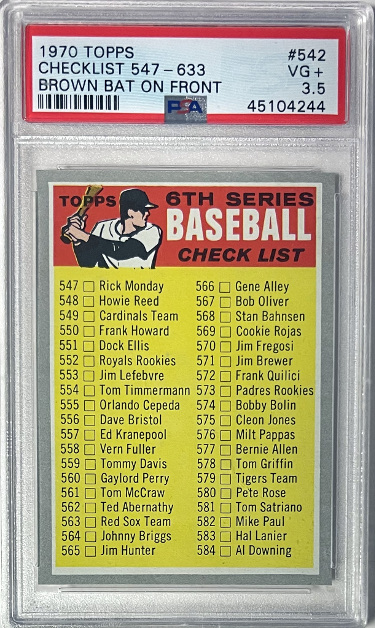 1970 TOPPS #542
CHECKLIST 547-633 VG+
BROWN BAT ON FRONT 3.5
PSA 45104244
TOPPS 6TH SERIES
BASEBALL
CHECK LIST
547 Rick Monday
548 Howie Reed
549 Cardinals Team
550 Frank Howard
551 Dock Ellis
552 Royals Rookies
553 Jim Lefebvre
554 Tom Timmermann
555 Orlando Cepeda
556 Dave Bristol
557 Ed Kranepool
558 Vern Fuller
559 Tommy Davis
560 Gaylord Perry
561 Tom McCraw
562 Ted Abernathy
563 Red Sox Team
564 Johnny Briggs
565 Jim Hunter
566 Gene Alley
567 Bob Oliver
568 Stan Bahnsen
569 Cookie Rojas
570 Jim Fregosi
571 Jim Brewer
572 Frank Quilici
573 Padres Rookies
574 Bobby Bolin
575 Cleon Jones
576 Milt Pappas
577 Bernie Allen
578 Tom Griffin
579 Tigers Team
580 Pete Rose
581 Tom Satriano
582 Mike Paul
583 Hal Lanier
584 Al Downing